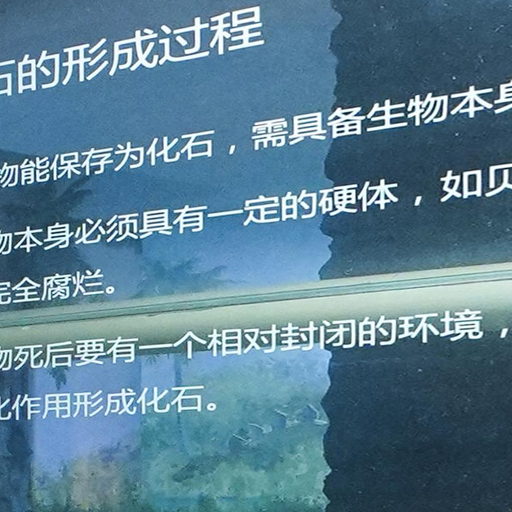 石的形成过程
物能保存为化石，需具备生物本身
物本身必须具有一定的硬体，如贝
完全腐烂。
物死后要有一个相对封闭的环境，
化作用形成化石。